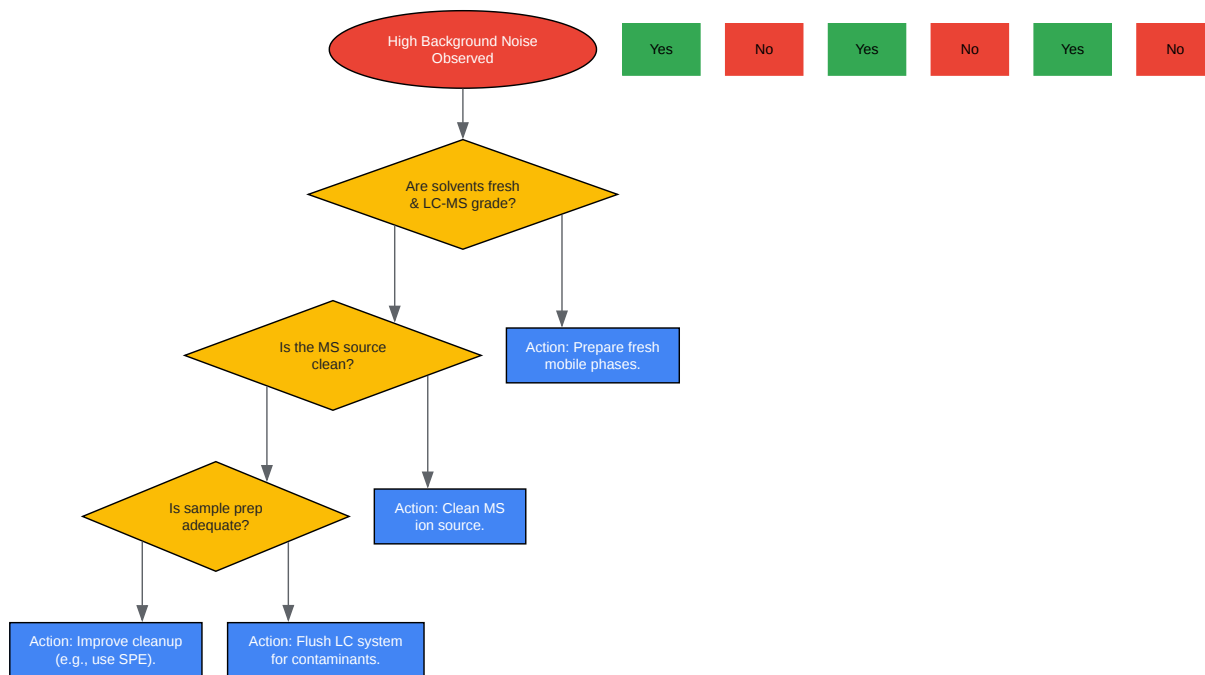 High Background Noise
Observed
Yes
No
Yes
No
Yes
No
Are solvents fresh
& LC-MS grade?
Is the MS source
clean?
Action: Prepare fresh
mobile phases.
Is sample prep
adequate?
Action: Clean MS
ion source.
Action: Improve cleanup
(e.g., use SPE).
Action: Flush LC system
for contaminants.